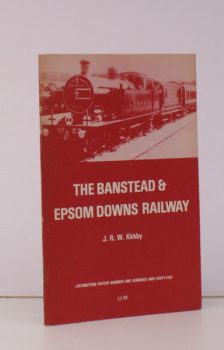 THE BANSTEAD &
EPSOM DOWNS RAILWAY
J. R. W. Kirkby
LOCOMOTION PAPERS NUMBER ONE HUNDRED AND FORTY-FIVE